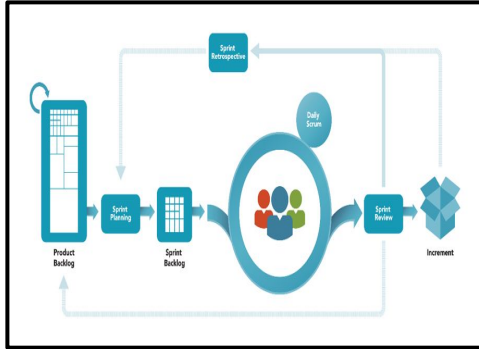 Sprint
Retrospective
Daily
Scrum
Sprint
Planning
Sprint
Review
Product
Backlog
Sprint
Backlog
Increment